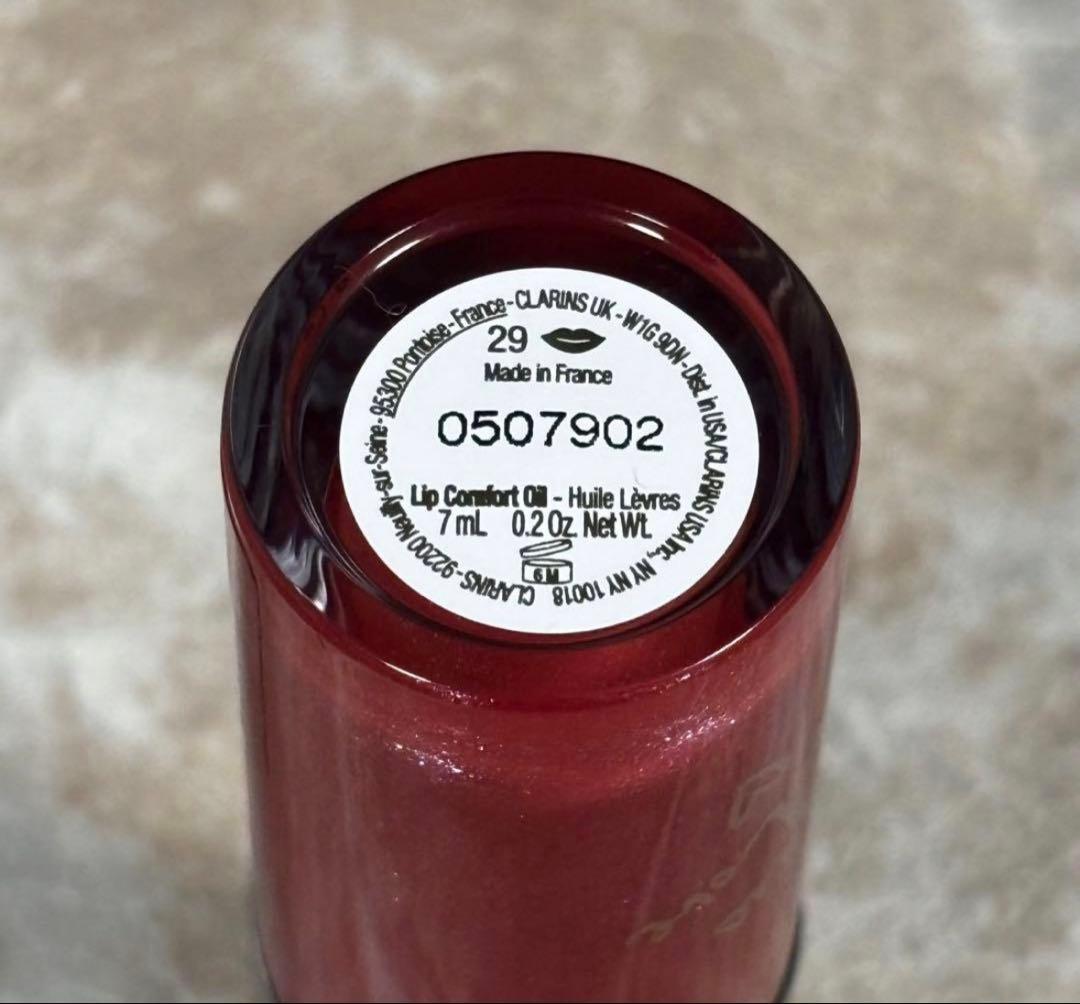 CLARINS - 92200 Neuilly-sur-Seine - 95300 Pontoise - France - CLARINS UK - W1G 9DN - Dist. in USA/CLARINS USA Inc., NY NY 10018
29
Made in France
0507902
Lip Comfort Oil - Huile Lèvres
7 mL 0.2 Oz. Net Wt.
6 M